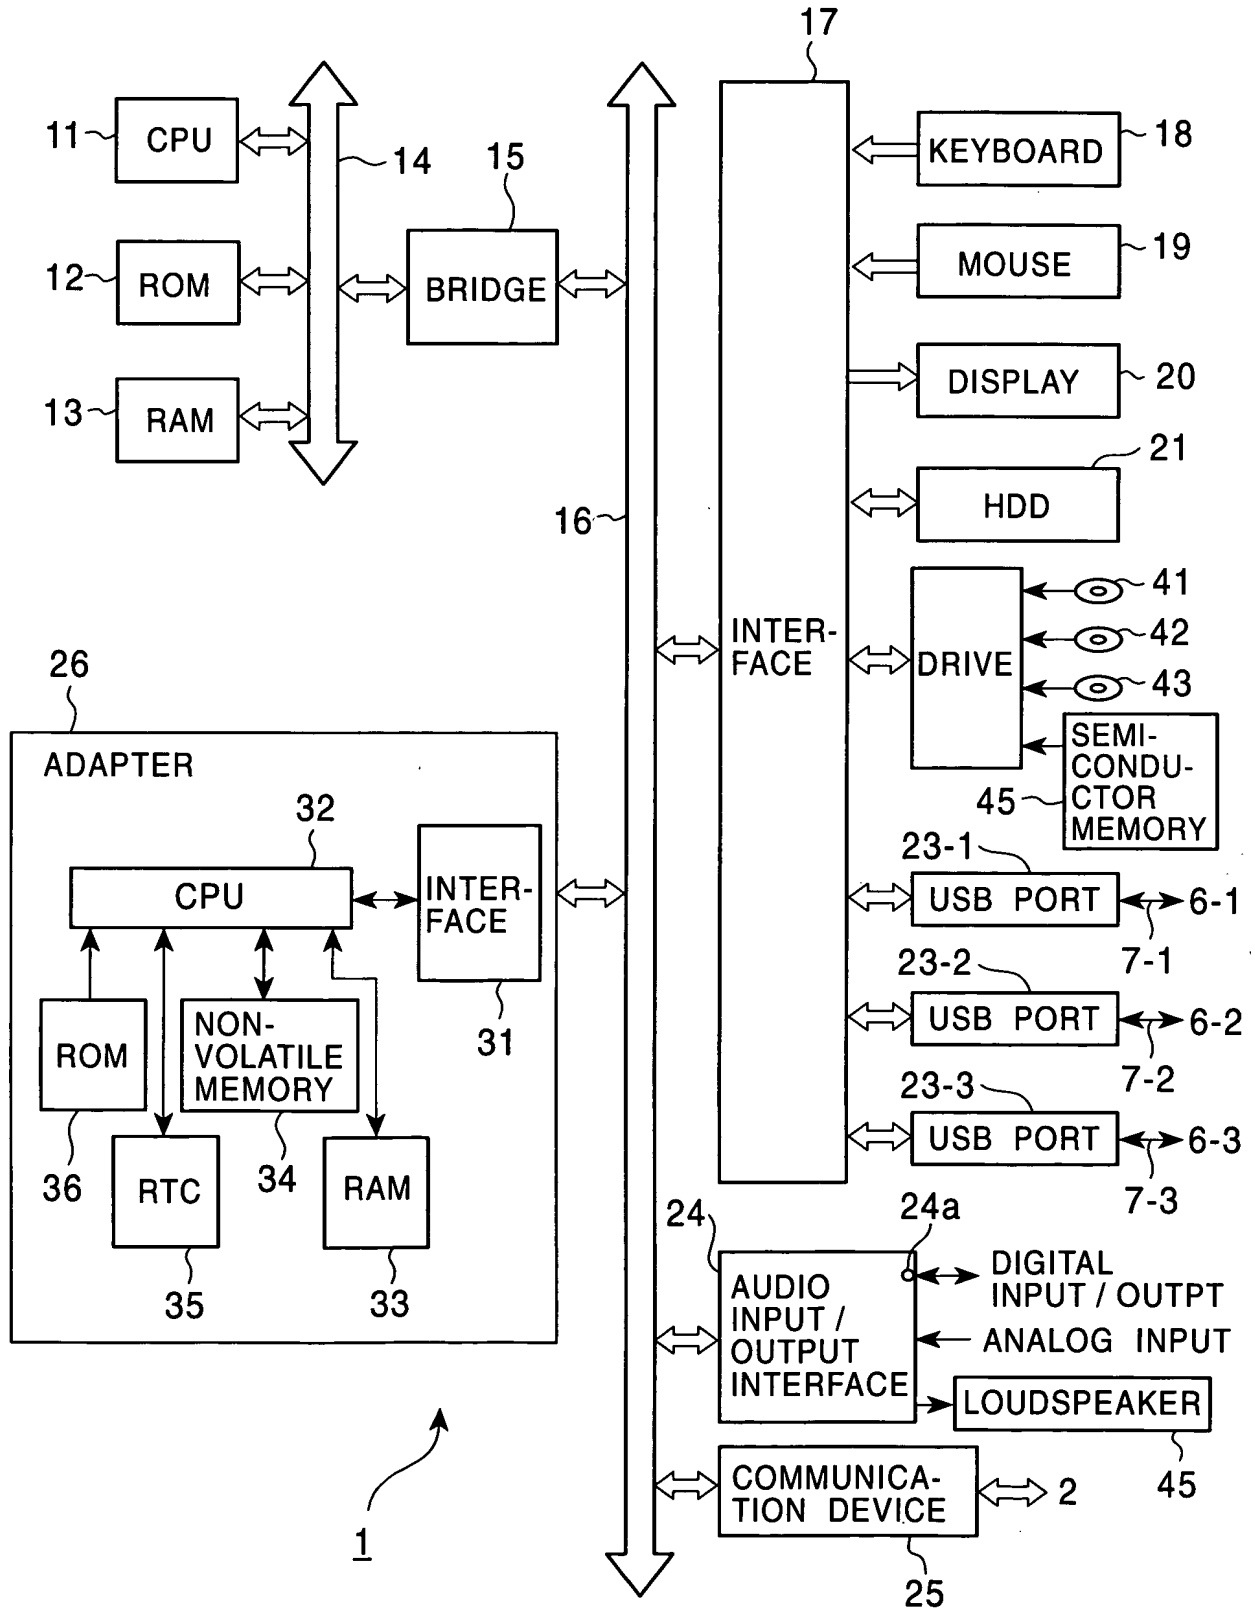 17
11
CPU
14
15
KEYBOARD
18
12
ROM
BRIDGE
MOUSE
19
13
RAM
DISPLAY
20
21
HDD
16
INTER-
FACE
DRIVE
41
42
43
SEMI-
CONDU-
CTOR
MEMORY
45
26
ADAPTER
32
CPU
INTER-
FACE
31
ROM
36
NON-
VOLATILE
MEMORY
34
RTC
35
RAM
33
23-1
USB PORT
6-1
7-1
23-2
USB PORT
6-2
7-2
23-3
USB PORT
6-3
7-3
24
24a
AUDIO
INPUT /
OUTPUT
INTERFACE
DIGITAL
INPUT / OUTPT
ANALOG INPUT
LOUDSPEAKER
45
COMMUNICA-
TION DEVICE
2
25
1